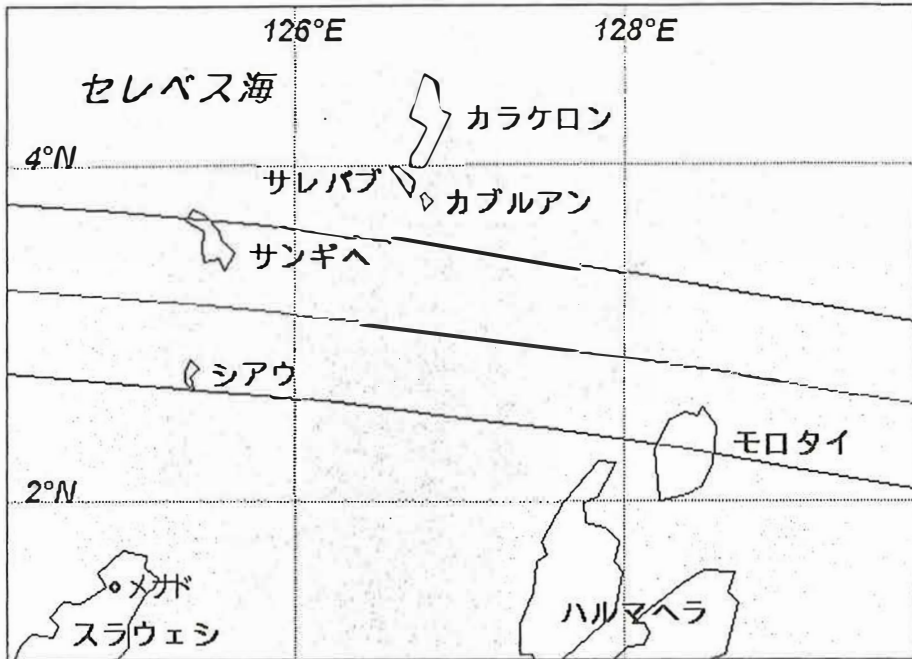 126°E
128°E
セレベス海
カラケロン
4°N
サレバブ
カブルアン
サンギヘ
シアウ
モロタイ
2°N
メナド
ハルマヘラ
スラウェシ